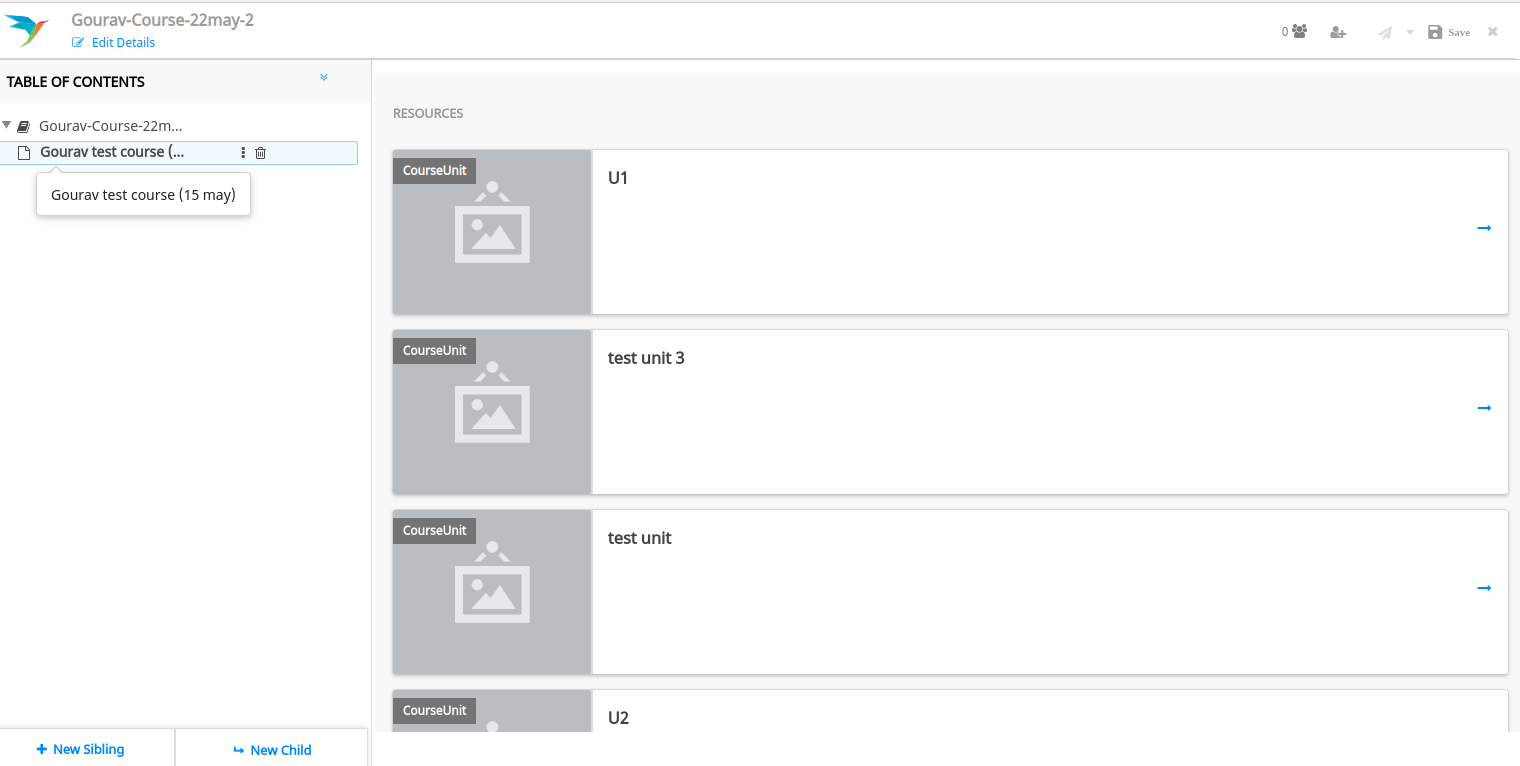 Gourav-Course-22may-2
Edit Details
0
Save
TABLE OF CONTENTS
Gourav-Course-22m...
Gourav test course (...
Gourav test course (15 may)
New Sibling
New Child
RESOURCES
CourseUnit
U1
CourseUnit
test unit 3
CourseUnit
test unit
CourseUnit
U2